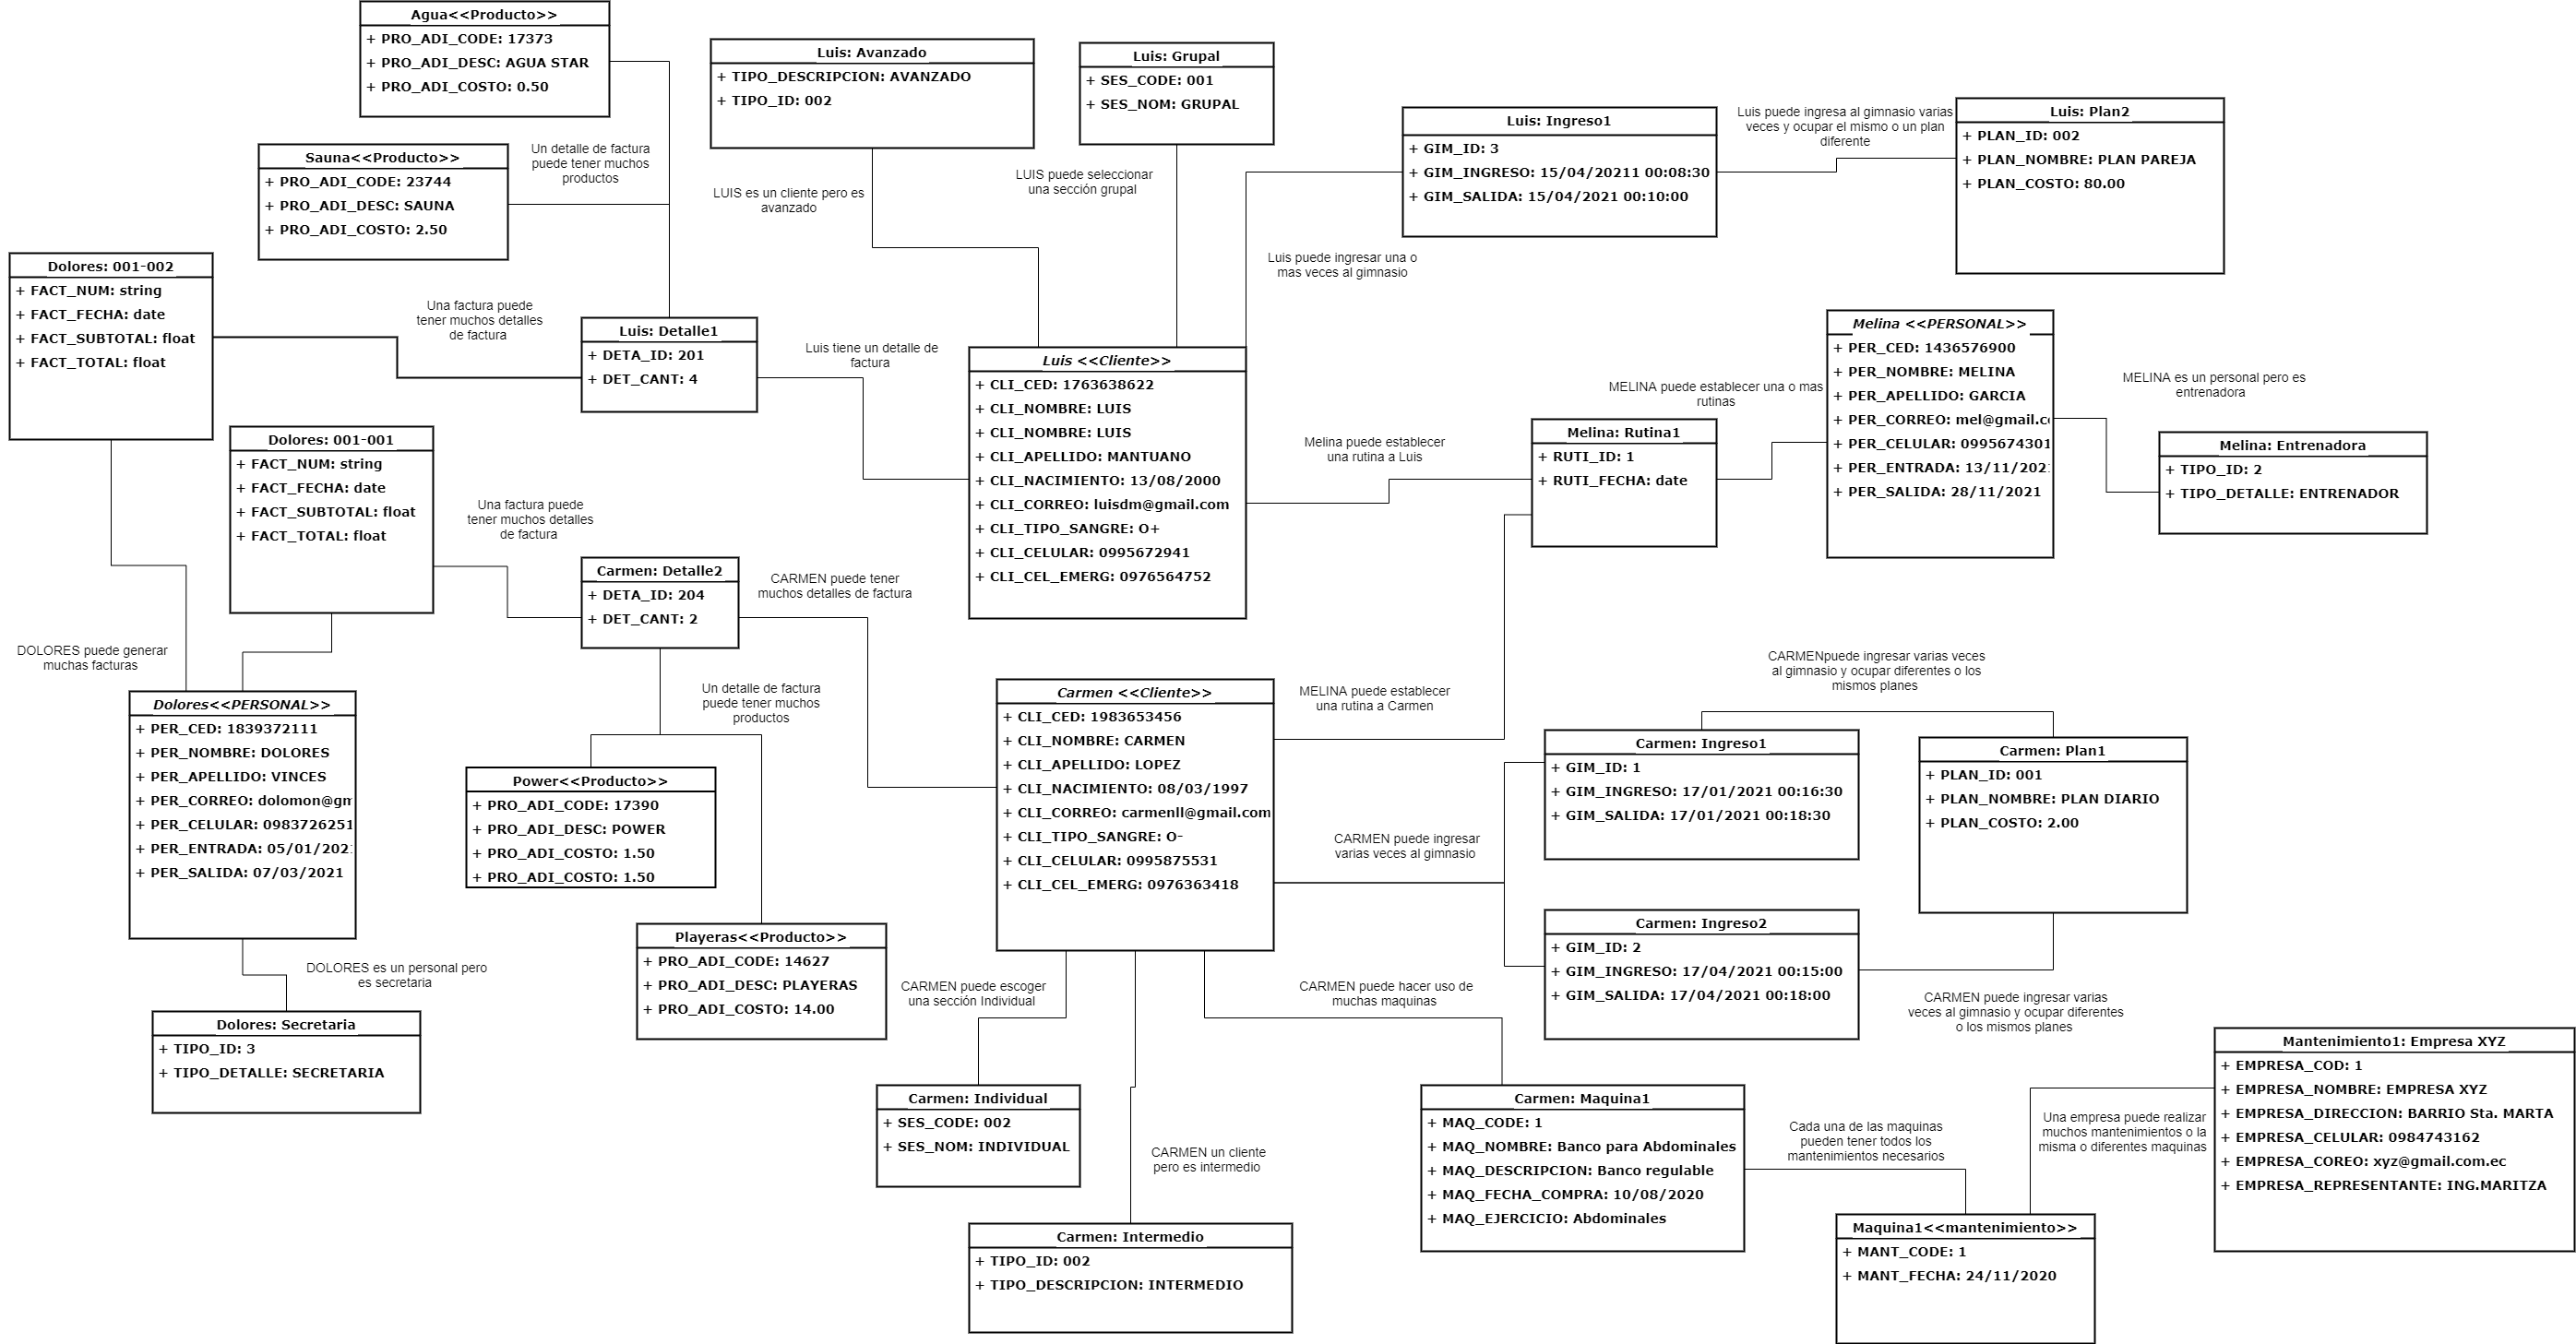 Agua<<Producto>>
+ PRO_ADI_CODE: 17373
+ PRO_ADI_DESC: AGUA STAR
+ PRO_ADI_COSTO: 0.50
Luis: Avanzado
+ TIPO_DESCRIPCION: AVANZADO
+ TIPO_ID: 002
Luis: Grupal
+ SES_CODE: 001
+ SES_NOM: GRUPAL
Luis: Ingreso1
+ GIM_ID: 3
+ GIM_INGRESO: 15/04/20211 00:08:30
+ GIM_SALIDA: 15/04/2021 00:10:00
Luis puede ingresa al gimnasio varias
veces y ocupar el mismo o un plan
diferente
Luis: Plan2
+ PLAN_ID: 002
+ PLAN_NOMBRE: PLAN PAREJA
+ PLAN_COSTO: 80.00
Sauna<<Producto>>
+ PRO_ADI_CODE: 23744
+ PRO_ADI_DESC: SAUNA
+ PRO_ADI_COSTO: 2.50
Un detalle de factura
puede tener muchos
productos
LUIS es un cliente pero es
avanzado
LUIS puede seleccionar
una sección grupal
Luis puede ingresar una o
mas veces al gimnasio
Dolores: 001-002
+ FACT_NUM: string
+ FACT_FECHA: date
+ FACT_SUBTOTAL: float
+ FACT_TOTAL: float
Una factura puede
tener muchos detalles
de factura
Luis: Detalle1
+ DETA_ID: 201
+ DET_CANT: 4
Luis tiene un detalle de
factura
Luis <<Cliente>>
+ CLI_CED: 1763638622
+ CLI_NOMBRE: LUIS
+ CLI_NOMBRE: LUIS
+ CLI_APELLIDO: MANTUANO
+ CLI_NACIMIENTO: 13/08/2000
+ CLI_CORREO: luisdm@gmail.com
+ CLI_TIPO_SANGRE: O+
+ CLI_CELULAR: 0995672941
+ CLI_CEL_EMERG: 0976564752
Melina puede establecer
una rutina a Luis
Melina: Rutina1
+ RUTI_ID: 1
+ RUTI_FECHA: date
MELINA puede establecer una o mas
rutinas
Melina <<PERSONAL>>
+ PER_CED: 1436576900
+ PER_NOMBRE: MELINA
+ PER_APELLIDO: GARCIA
+ PER_CORREO: mel@gmail.c
+ PER_CELULAR: 0995674301
+ PER_ENTRADA: 13/11/202
+ PER_SALIDA: 28/11/2021
MELINA es un personal pero es
entrenadora
Melina: Entrenadora
+ TIPO_ID: 2
+ TIPO_DETALLE: ENTRENADOR
Dolores: 001-001
+ FACT_NUM: string
+ FACT_FECHA: date
+ FACT_SUBTOTAL: float
+ FACT_TOTAL: float
Una factura puede
tener muchos detalles
de factura
Carmen: Detalle2
+ DETA_ID: 204
+ DET_CANT: 2
CARMEN puede tener
muchos detalles de factura
DOLORES puede generar
muchas facturas
Dolores<<PERSONAL>>
+ PER_CED: 1839372111
+ PER_NOMBRE: DOLORES
+ PER_APELLIDO: VINCES
+ PER_CORREO: dolomon@gm
+ PER_CELULAR: 0983726251
+ PER_ENTRADA: 05/01/202
+ PER_SALIDA: 07/03/2021
Un detalle de factura
puede tener muchos
productos
Power<<Producto>>
+ PRO_ADI_CODE: 17390
+ PRO_ADI_DESC: POWER
+ PRO_ADI_COSTO: 1.50
+ PRO_ADI_COSTO: 1.50
Playeras<<Producto>>
+ PRO_ADI_CODE: 14627
+ PRO_ADI_DESC: PLAYERAS
+ PRO_ADI_COSTO: 14.00
Carmen <<Cliente>>
+ CLI_CED: 1983653456
+ CLI_NOMBRE: CARMEN
+ CLI_APELLIDO: LOPEZ
+ CLI_NACIMIENTO: 08/03/1997
+ CLI_CORREO: carmenll@gmail.com
+ CLI_TIPO_SANGRE: O-
+ CLI_CELULAR: 0995875531
+ CLI_CEL_EMERG: 0976363418
MELINA puede establecer
una rutina a Carmen
CARMENpuede ingresar varias veces
al gimnasio y ocupar diferentes o los
mismos planes
Carmen: Ingreso1
+ GIM_ID: 1
+ GIM_INGRESO: 17/01/2021 00:16:30
+ GIM_SALIDA: 17/01/2021 00:18:30
Carmen: Plan1
+ PLAN_ID: 001
+ PLAN_NOMBRE: PLAN DIARIO
+ PLAN_COSTO: 2.00
CARMEN puede ingresar
varias veces al gimnasio
Carmen: Ingreso2
+ GIM_ID: 2
+ GIM_INGRESO: 17/04/2021 00:15:00
+ GIM_SALIDA: 17/04/2021 00:18:00
CARMEN puede ingresar varias
veces al gimnasio y ocupar diferentes
o los mismos planes
DOLORES es un personal pero
es secretaria
Dolores: Secretaria
+ TIPO_ID: 3
+ TIPO_DETALLE: SECRETARIA
CARMEN puede escoger
una sección Individual
CARMEN puede hacer uso de
muchas maquinas
Carmen: Individual
+ SES_CODE: 002
+ SES_NOM: INDIVIDUAL
CARMEN un cliente
pero es intermedio
Carmen: Intermedio
+ TIPO_ID: 002
+ TIPO_DESCRIPCION: INTERMEDIO
Carmen: Maquina1
+ MAQ_CODE: 1
+ MAQ_NOMBRE: Banco para Abdominales
+ MAQ_DESCRIPCION: Banco regulable
+ MAQ_FECHA_COMPRA: 10/08/2020
+ MAQ_EJERCICIO: Abdominales
Cada una de las maquinas
pueden tener todos los
mantenimientos necesarios
Una empresa puede realizar
muchos mantenimientos o la
misma o diferentes maquinas
Mantenimiento1: Empresa XYZ
+ EMPRESA_COD: 1
+ EMPRESA_NOMBRE: EMPRESA XYZ
+ EMPRESA_DIRECCION: BARRIO Sta. MARTA
+ EMPRESA_CELULAR: 0984743162
+ EMPRESA_COREO: xyz@gmail.com.ec
+ EMPRESA_REPRESENTANTE: ING.MARITZA
Maquina1<<mantenimiento>>
+ MANT_CODE: 1
+ MANT_FECHA: 24/11/2020